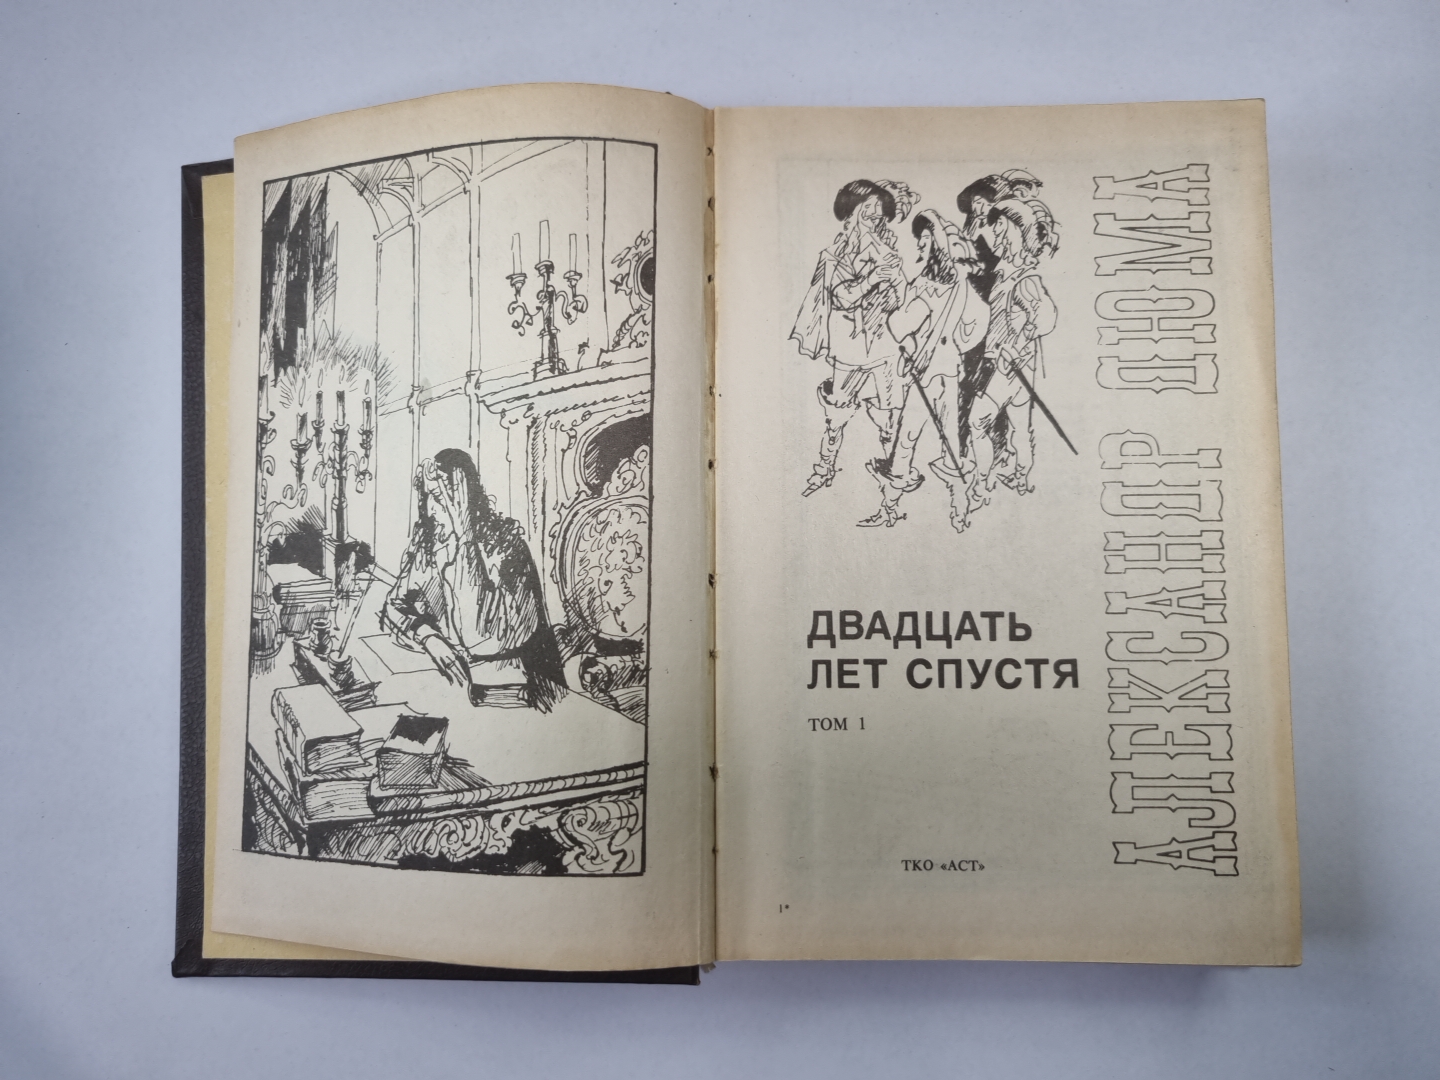 АЛЕКСАНДР ДЮМА
ДВАДЦАТЬ
ЛЕТ СПУСТЯ
ТОМ 1
ТКО «АСТ»
1*